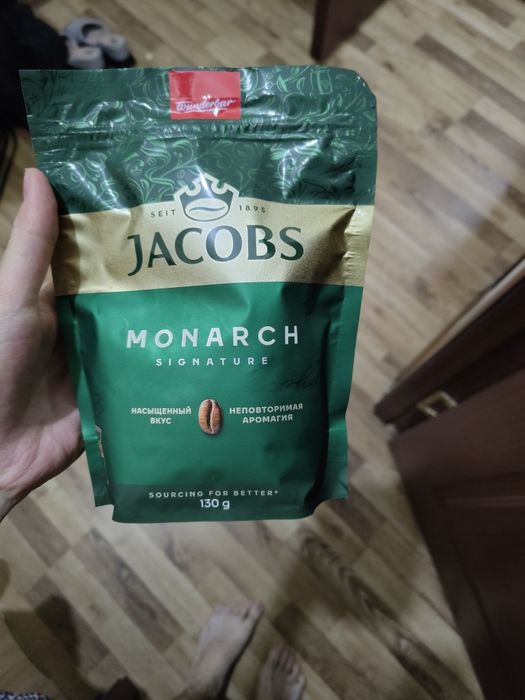 Wunderbar
SEIT 1895
JACOBS
MONARCH
SIGNATURE
НАСЫЩЕННЫЙ
ВКУС
НЕПОВТОРИМАЯ
АРОМАГИЯ
SOURCING FOR BETTER*
130 g